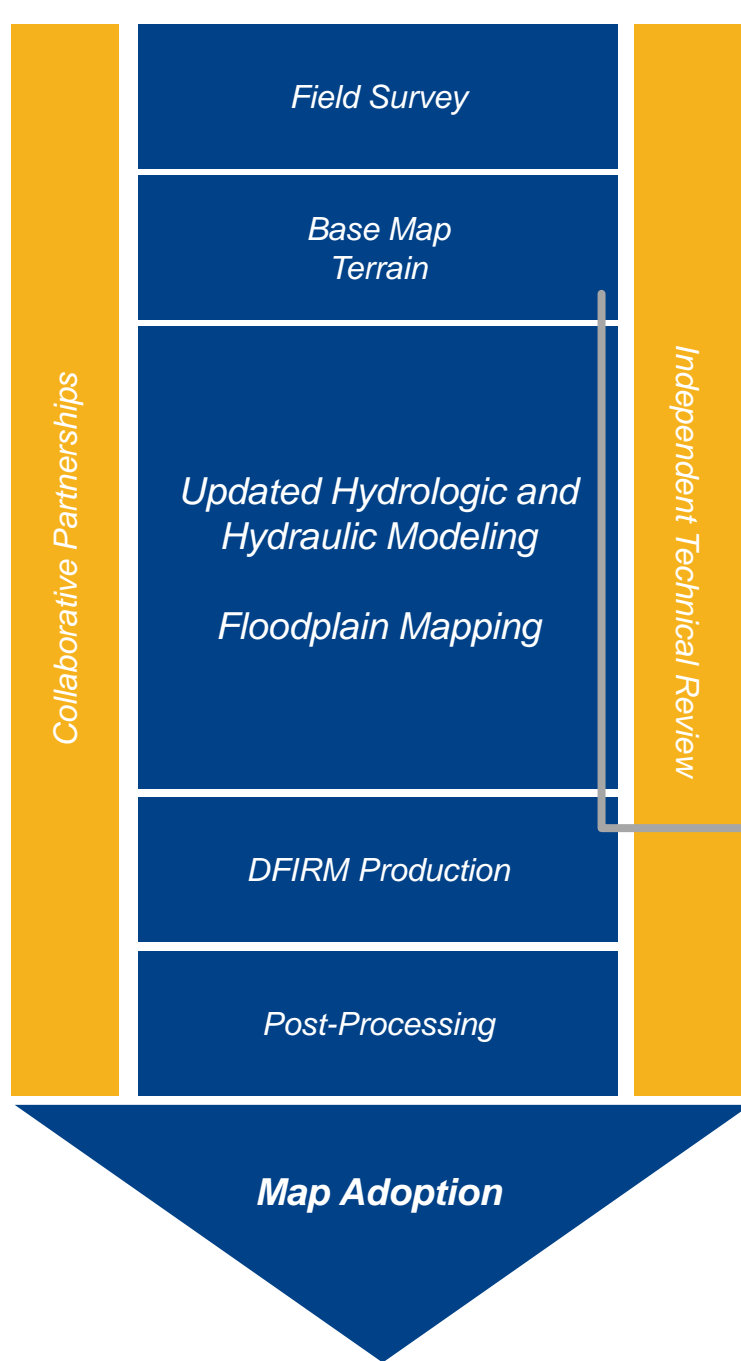 Field Survey
Base Map
Terrain
Collaborative Partnerships
Independent Technical Review
Updated Hydrologic and
Hydraulic Modeling
Floodplain Mapping
DFIRM Production
Post-Processing
Map Adoption